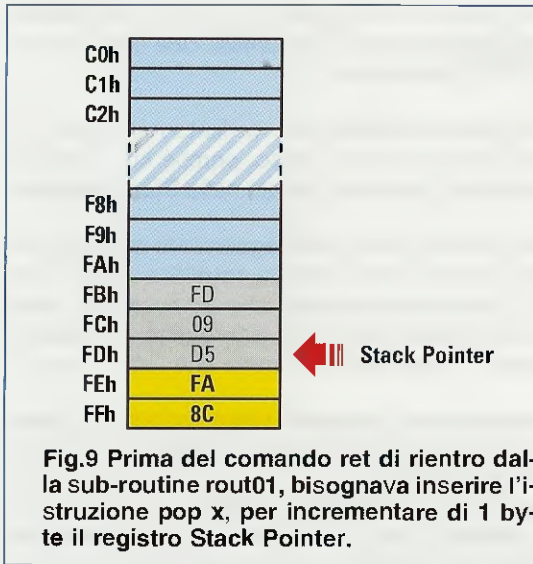 C0h
C1h
C2h
F8h
F9h
FAh
FBh FD
FCh 09
FDh D5 Stack Pointer
FEh FA
FFh 8C
Fig.9 Prima del comando ret di rientro dal-
la sub-routine rout01, bisognava inserire l'i-
struzione pop x, per incrementare di 1 by-
te il registro Stack Pointer.